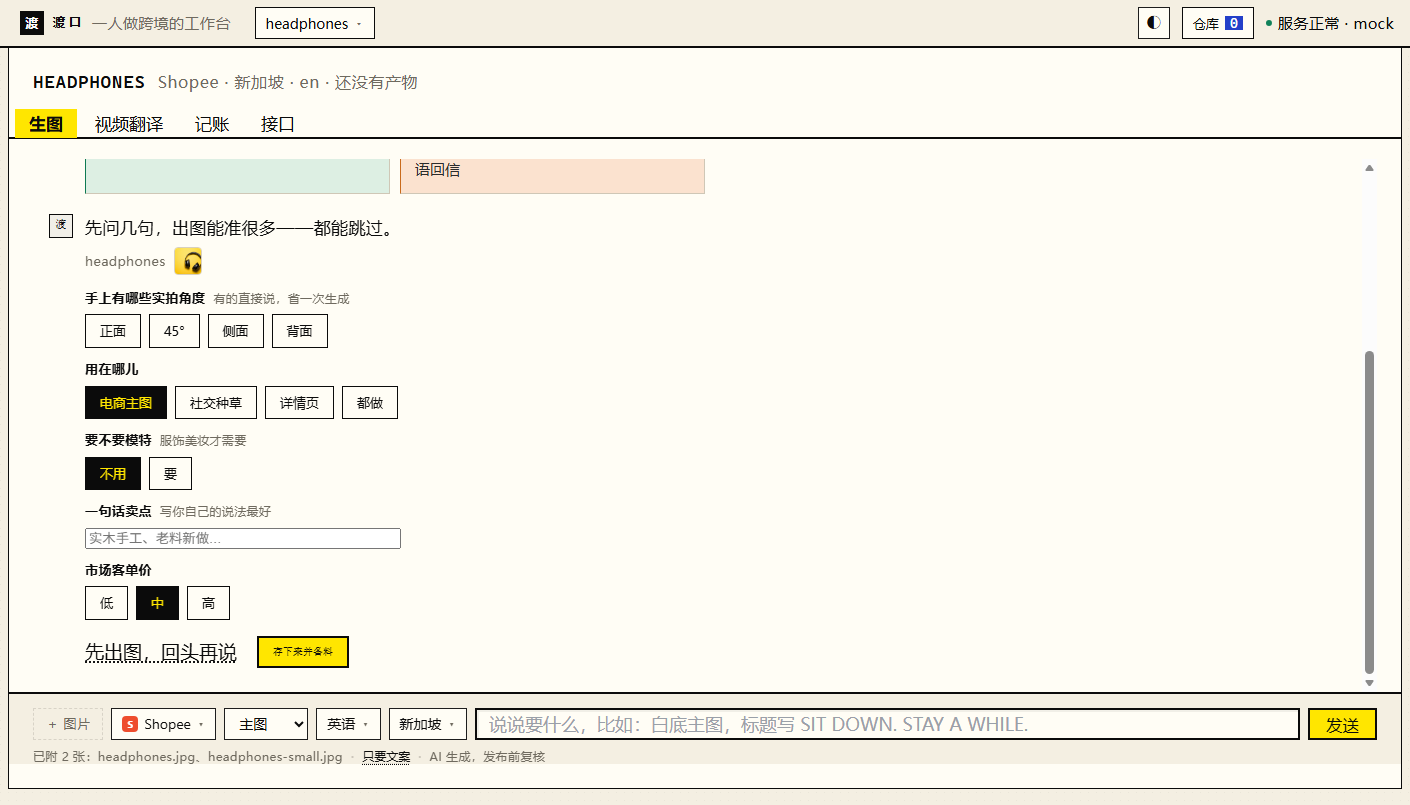 渡 渡口 一人做跨境的工作台 headphones 仓库 0 服务正常 · mock
HEADPHONES Shopee · 新加坡 · en · 还没有产物
生图 视频翻译 记账 接口
语回信
渡 先问几句，出图能准很多——都能跳过。
headphones
手上有哪些实拍角度 有的直接说，省一次生成
正面 45° 侧面 背面
用在哪儿
电商主图 社交种草 详情页 都做
要不要模特 服饰美妆才需要
不用 要
一句话卖点 写你自己的说法最好
实木手工、老料新做...
市场客单价
低 中 高
先出图，回头再说 存下来并备料
+ 图片 S Shopee 主图 英语 新加坡 说说要什么，比如：白底主图，标题写 SIT DOWN. STAY A WHILE. 发送
已附 2 张：headphones.jpg、headphones-small.jpg · 只要文案 · AI 生成，发布前复核